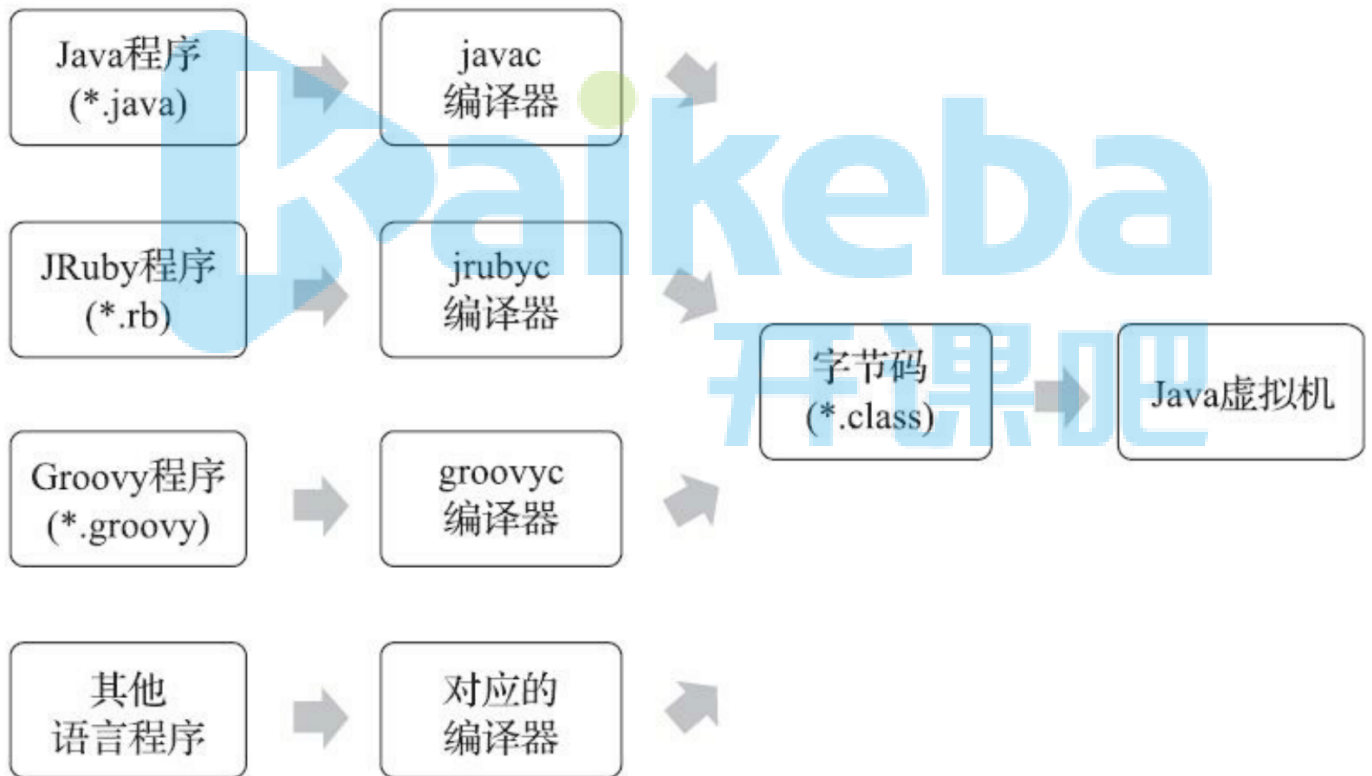 Java程序
(*.java)
javac
编译器
JRuby程序
(*.rb)
jrubyc
编译器
Groovy程序
(*.groovy)
groovyc
编译器
其他
语言程序
对应的
编译器
字节码
(*.class)
Java虚拟机
kaikeba
开课吧